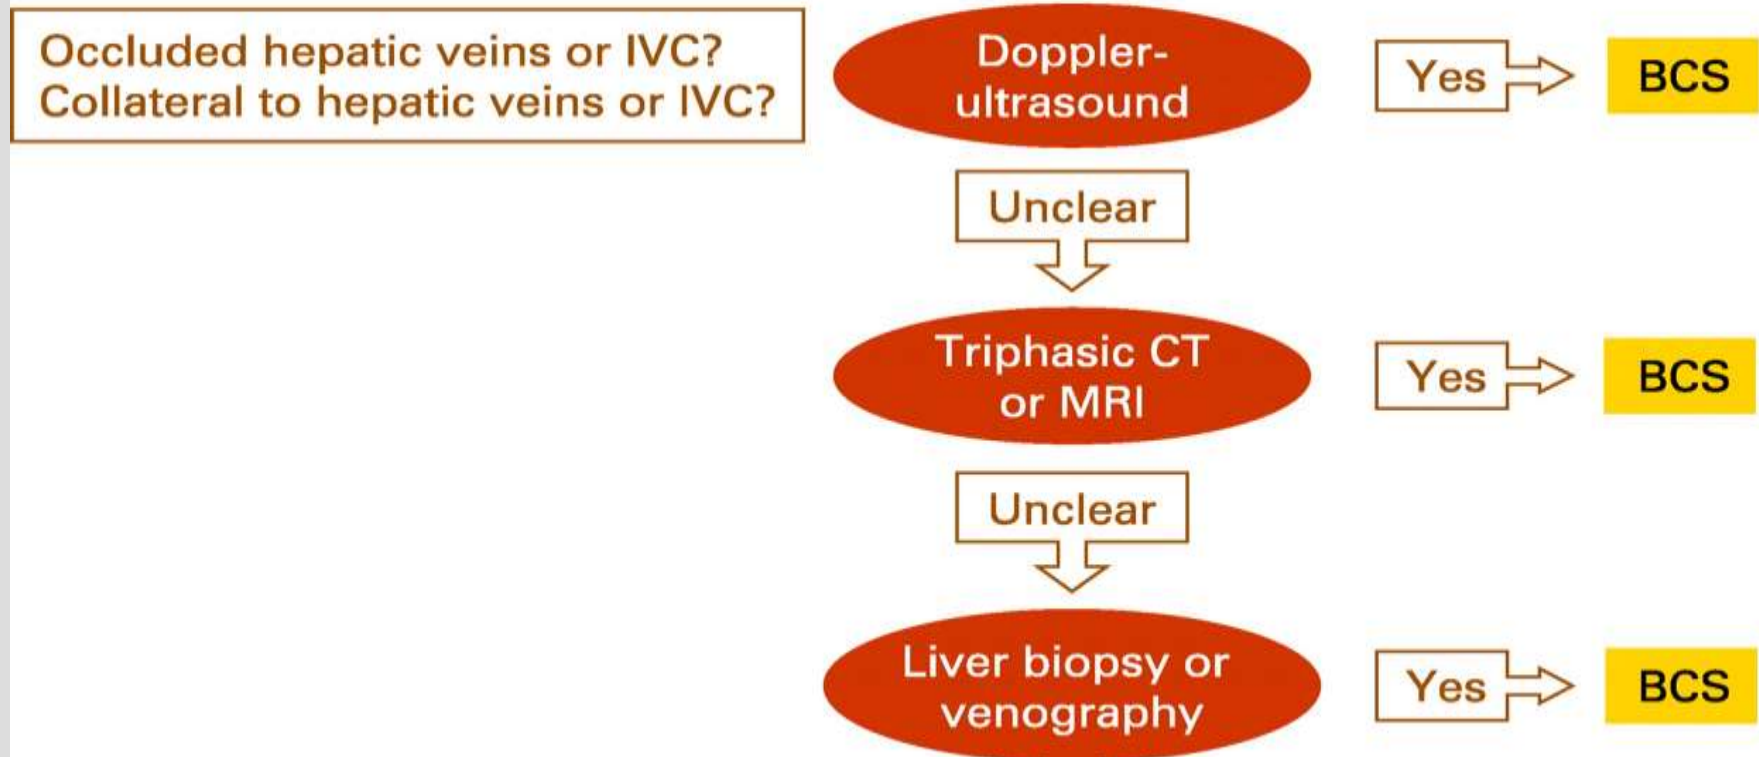 Occluded hepatic veins or IVC?
Collateral to hepatic veins or IVC?
Doppler-
ultrasound
Yes
BCS
Unclear
Triphasic CT
or MRI
Yes
BCS
Unclear
Liver biopsy or
venography
Yes
BCS